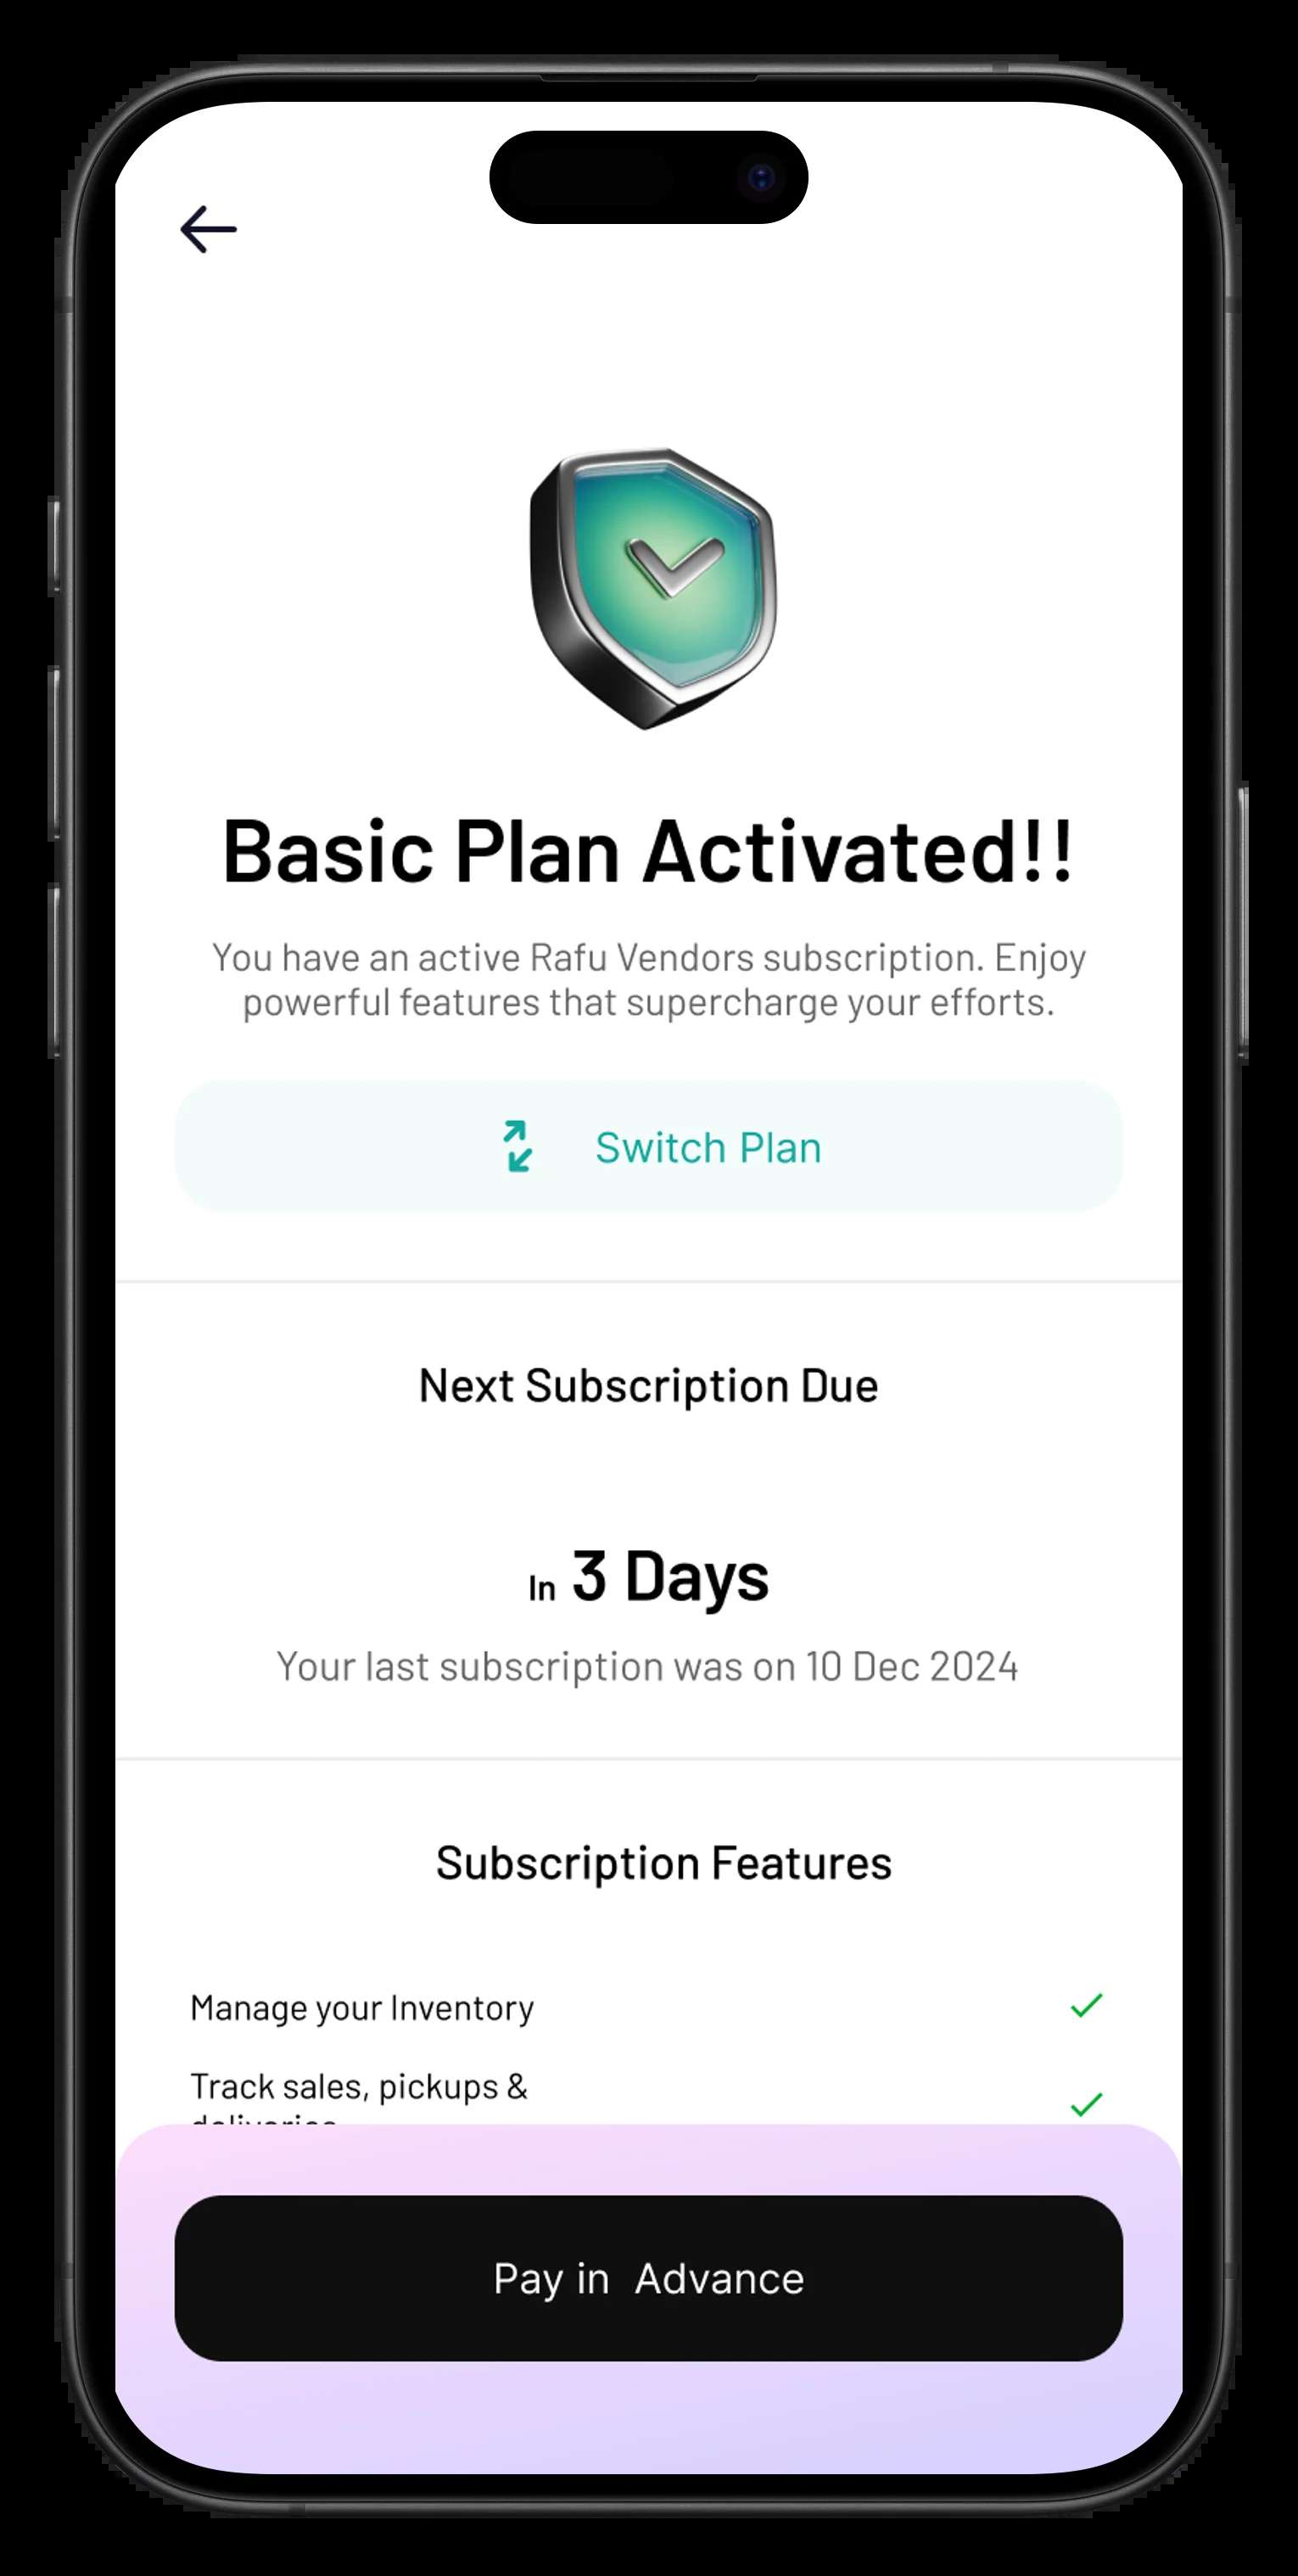 Basic Plan Activated!!
You have an active Rafu Vendors subscription. Enjoy
powerful features that supercharge your efforts.
Switch Plan
Next Subscription Due
In 3 Days
Your last subscription was on 10 Dec 2024
Subscription Features
Manage your Inventory
Track sales, pickups &
deliveries
Pay in Advance